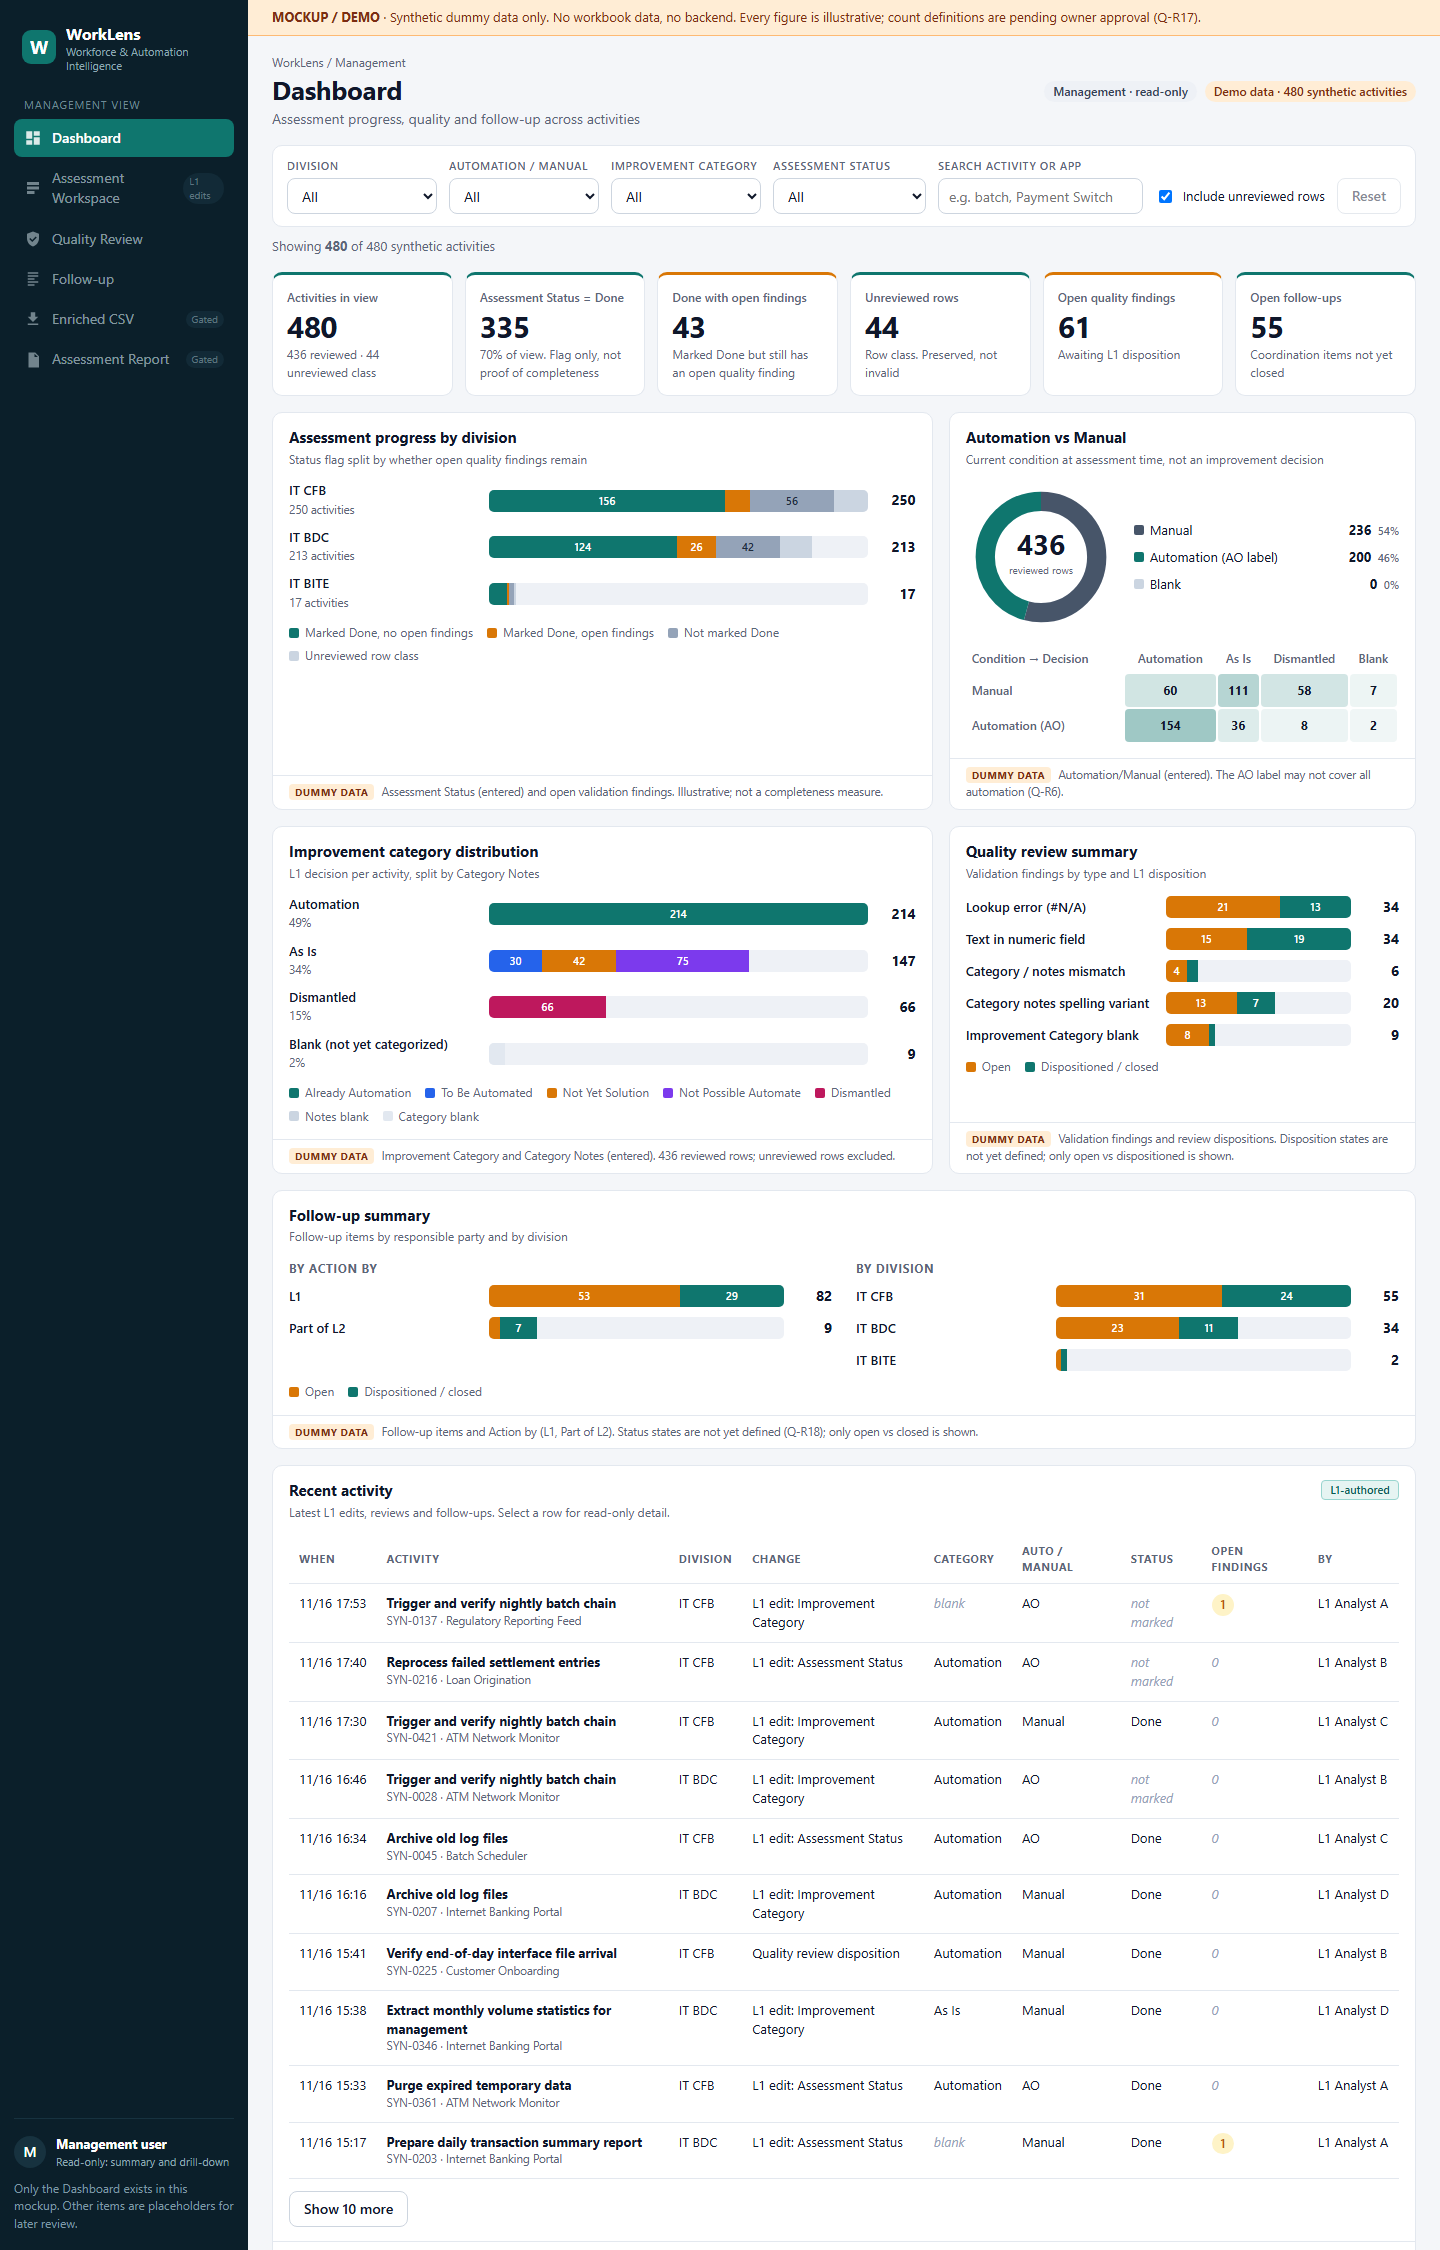 MOCKUP / DEMO · Synthetic dummy data only. No workbook data, no backend. Every figure is illustrative; count definitions are pending owner approval (Q-R17).
W
WorkLens
Workforce & Automation
Intelligence
MANAGEMENT VIEW
Dashboard
Assessment
Workspace
L1
edits
Quality Review
Follow-up
Enriched CSV
Gated
Assessment Report
Gated
WorkLens / Management
Dashboard
Management · read-only
Demo data · 480 synthetic activities
Assessment progress, quality and follow-up across activities
DIVISION
AUTOMATION / MANUAL
IMPROVEMENT CATEGORY
ASSESSMENT STATUS
SEARCH ACTIVITY OR APP
All
All
All
All
e.g. batch, Payment Switch
Include unreviewed rows
Reset
Showing 480 of 480 synthetic activities
Activities in view
480
436 reviewed · 44
unreviewed class
Assessment Status = Done
335
70% of view. Flag only, not
proof of completeness
Done with open findings
43
Marked Done but still has
an open quality finding
Unreviewed rows
44
Row class. Preserved, not
invalid
Open quality findings
61
Awaiting L1 disposition
Open follow-ups
55
Coordination items not yet
closed
Assessment progress by division
Status flag split by whether open quality findings remain
IT CFB
250 activities
156
56
250
IT BDC
213 activities
124
26
42
213
IT BITE
17 activities
17
Marked Done, no open findings
Marked Done, open findings
Not marked Done
Unreviewed row class
DUMMY DATA Assessment Status (entered) and open validation findings. Illustrative; not a completeness measure.
Automation vs Manual
Current condition at assessment time, not an improvement decision
436
reviewed rows
Manual 236 54%
Automation (AO label) 200 46%
Blank 0 0%
Condition → Decision Automation As Is Dismantled Blank
Manual 60 111 58 7
Automation (AO) 154 36 8 2
DUMMY DATA Automation/Manual (entered). The AO label may not cover all
automation (Q-R6).
Improvement category distribution
L1 decision per activity, split by Category Notes
Automation
49%
214
214
As Is
34%
30
42
75
147
Dismantled
15%
66
66
Blank (not yet categorized)
2%
9
Already Automation
To Be Automated
Not Yet Solution
Not Possible Automate
Dismantled
Notes blank
Category blank
DUMMY DATA Improvement Category and Category Notes (entered). 436 reviewed rows; unreviewed rows excluded.
Quality review summary
Validation findings by type and L1 disposition
Lookup error (#N/A) 21 13 34
Text in numeric field 15 19 34
Category / notes mismatch 4 6
Category notes spelling variant 13 7 20
Improvement Category blank 8 9
Open
Dispositioned / closed
DUMMY DATA Validation findings and review dispositions. Disposition states are
not yet defined; only open vs dispositioned is shown.
Follow-up summary
Follow-up items by responsible party and by division
BY ACTION BY
L1 53 29 82
Part of L2 7 9
BY DIVISION
IT CFB 31 24 55
IT BDC 23 11 34
IT BITE 2
Open
Dispositioned / closed
DUMMY DATA Follow-up items and Action by (L1, Part of L2). Status states are not yet defined (Q-R18); only open vs closed is shown.
Recent activity
L1-authored
Latest L1 edits, reviews and follow-ups. Select a row for read-only detail.
WHEN ACTIVITY DIVISION CHANGE CATEGORY AUTO / MANUAL STATUS OPEN FINDINGS BY
11/16 17:53 Trigger and verify nightly batch chain IT CFB L1 edit: Improvement Category blank AO not marked 1 L1 Analyst A
SYN-0137 · Regulatory Reporting Feed
11/16 17:40 Reprocess failed settlement entries IT CFB L1 edit: Assessment Status Automation AO not marked 0 L1 Analyst B
SYN-0216 · Loan Origination
11/16 17:30 Trigger and verify nightly batch chain IT CFB L1 edit: Improvement Category Automation Manual Done 0 L1 Analyst C
SYN-0421 · ATM Network Monitor
11/16 16:46 Trigger and verify nightly batch chain IT BDC L1 edit: Improvement Category Automation AO not marked 0 L1 Analyst B
SYN-0028 · ATM Network Monitor
11/16 16:34 Archive old log files IT CFB L1 edit: Assessment Status Automation AO Done 0 L1 Analyst C
SYN-0045 · Batch Scheduler
11/16 16:16 Archive old log files IT BDC L1 edit: Improvement Category Automation Manual Done 0 L1 Analyst D
SYN-0207 · Internet Banking Portal
11/16 15:41 Verify end-of-day interface file arrival IT CFB Quality review disposition Automation Manual Done 0 L1 Analyst B
SYN-0225 · Customer Onboarding
11/16 15:38 Extract monthly volume statistics for management IT BDC L1 edit: Improvement Category As Is Manual Done 0 L1 Analyst D
SYN-0346 · Internet Banking Portal
11/16 15:33 Purge expired temporary data IT CFB L1 edit: Assessment Status Automation AO Done 0 L1 Analyst A
SYN-0361 · ATM Network Monitor
11/16 15:17 Prepare daily transaction summary report IT BDC L1 edit: Assessment Status blank Manual Done 1 L1 Analyst A
SYN-0203 · Internet Banking Portal
Show 10 more
M
Management user
Read-only: summary and drill-down
Only the Dashboard exists in this
mockup. Other items are placeholders for
later review.